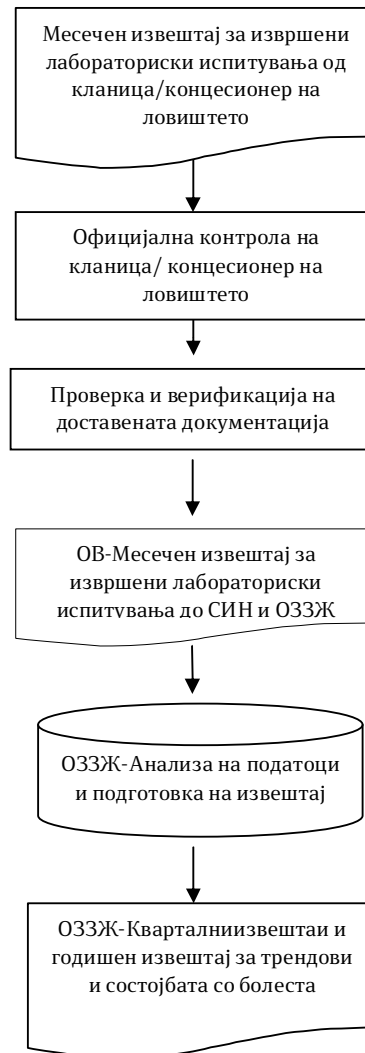 Месечен извештај за извршени
лабораториски испитувања од
кланица/концесионер на
ловиштето
Официјална контрола на
кланица/ концесионер на
ловиштето
Проверка и верификација на
доставената документација
ОВ-Месечен извештај за
извршени лабораториски
испитувања до СИН и ОЗЗЖ
ОЗЗЖ-Анализа на податоци
и подготовка на извештај
ОЗЗЖ-Кварталниизвештаи и
годишен извештај за трендови
и состојбата со болеста